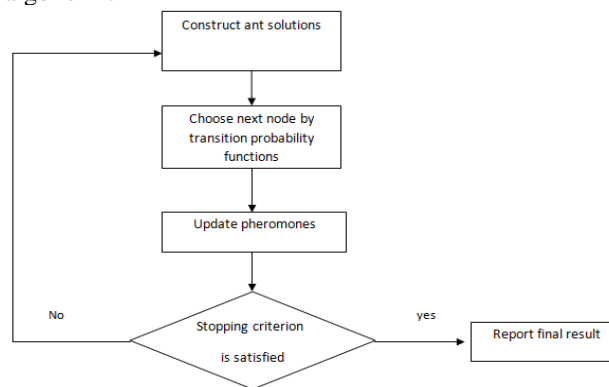 Construct ant solutions
Choose next node by
transition probability
functions
Update pheromones
No
yes
Stopping criterion
is satisfied
Report final result